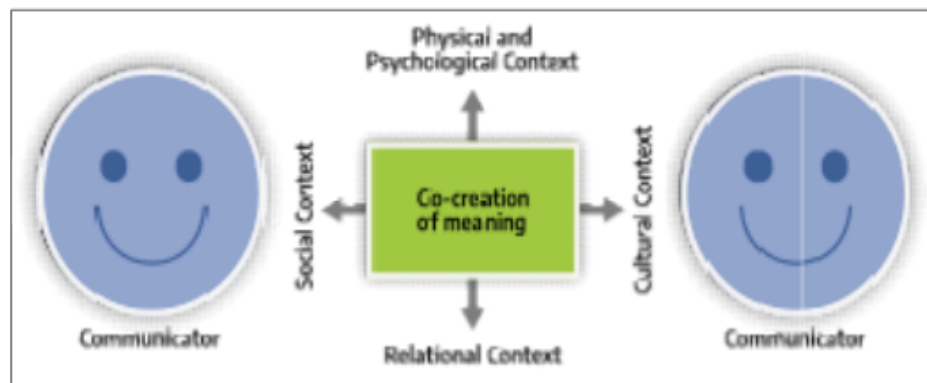 Physical and
Psychological Context
Social Context
Co-creation
of meaning
Cultural Context
Communicator
Relational Context
Communicator